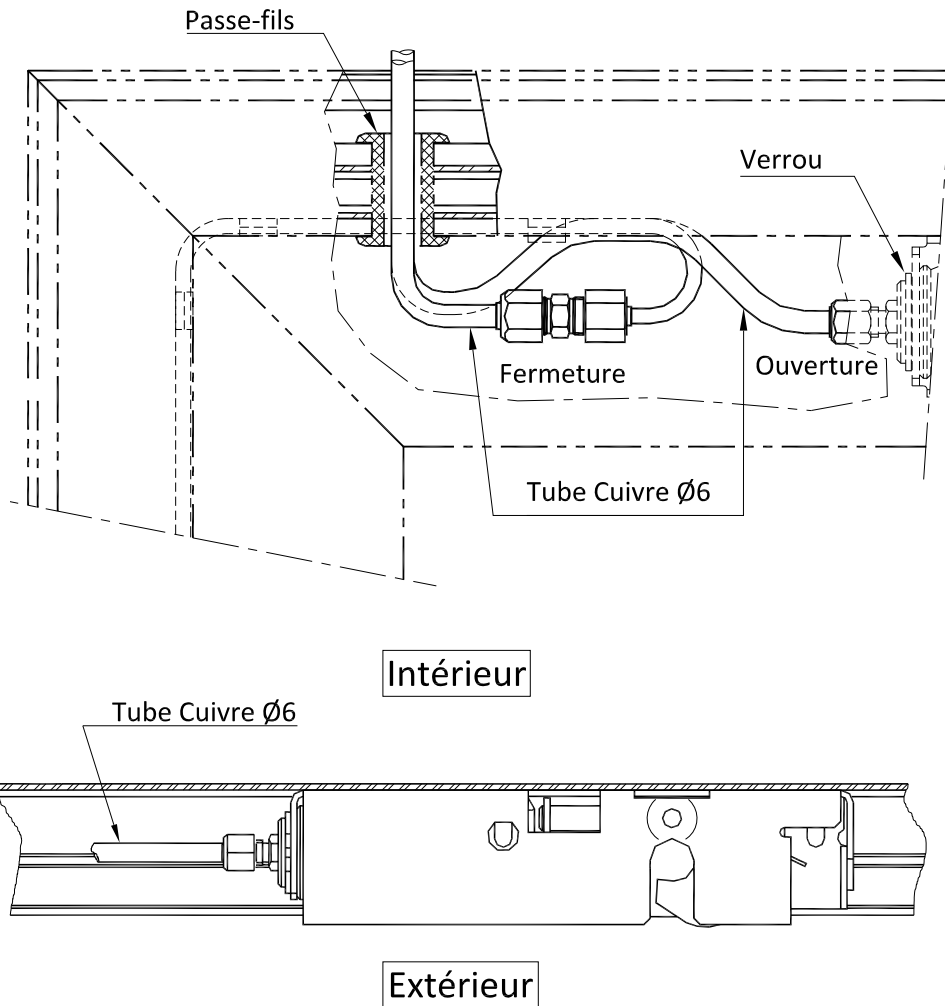 Passe-fils
Verrou
Fermeture
Ouverture
Tube Cuivre Ø6
Intérieur
Tube Cuivre Ø6
Extérieur